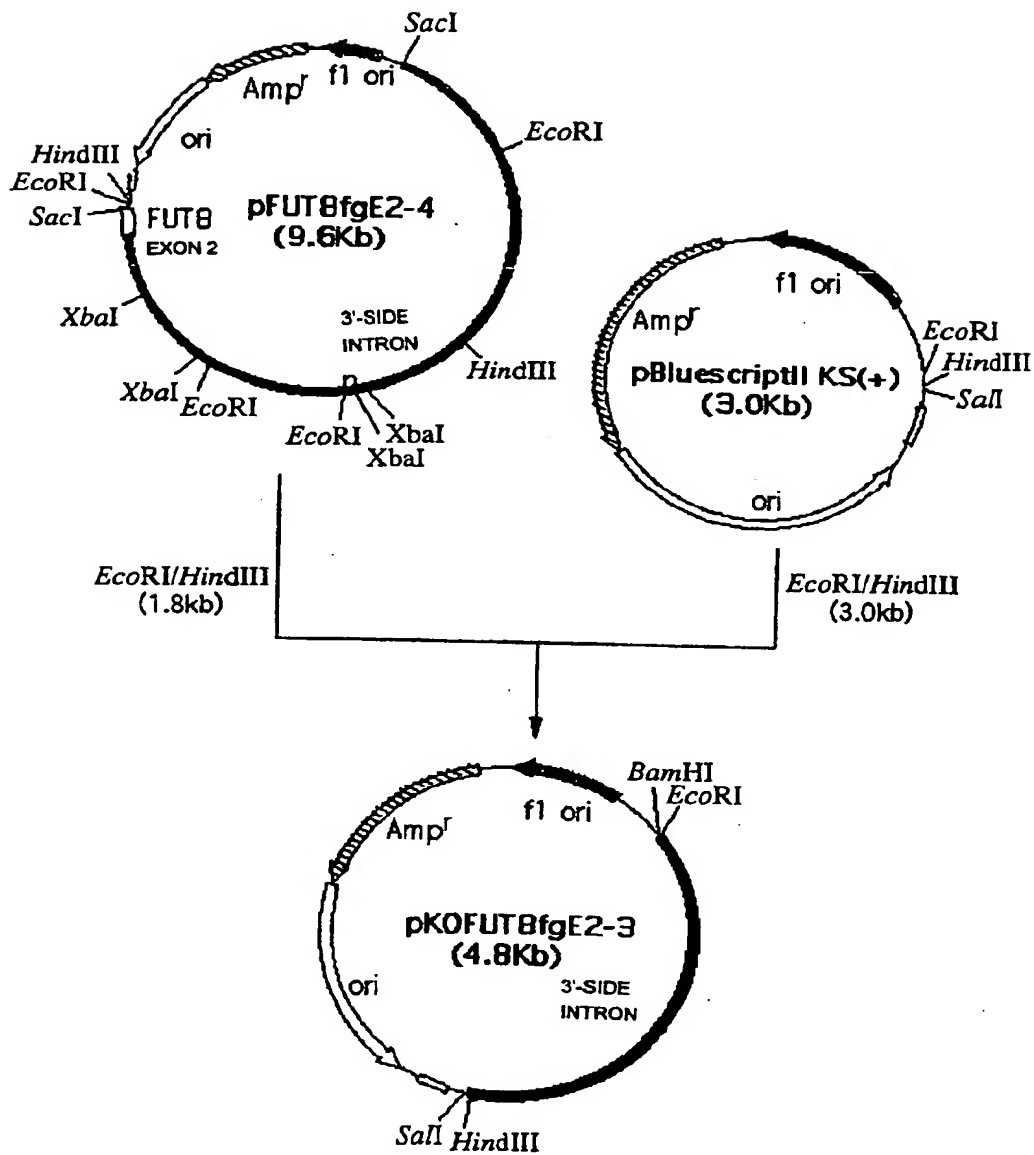 SacI
f1 ori
Ampr
EcoRI
ori
HindIII
EcoRI
SacI
FUT8
EXON 2
pFUT8fgE2-4
(9.6Kb)
XbaI
3'-SIDE
INTRON
XbaI
EcoRI
HindIII
EcoRI
XbaI
XbaI
f1 ori
Ampr
EcoRI
HindIII
SalI
pBluescriptII KS(+)
(3.0Kb)
ori
EcoRI/HindIII
(1.8kb)
EcoRI/HindIII
(3.0kb)
BamHI
EcoRI
f1 ori
Ampr
pKOFUT8fgE2-3
(4.8Kb)
ori
3'-SIDE
INTRON
SalI
HindIII